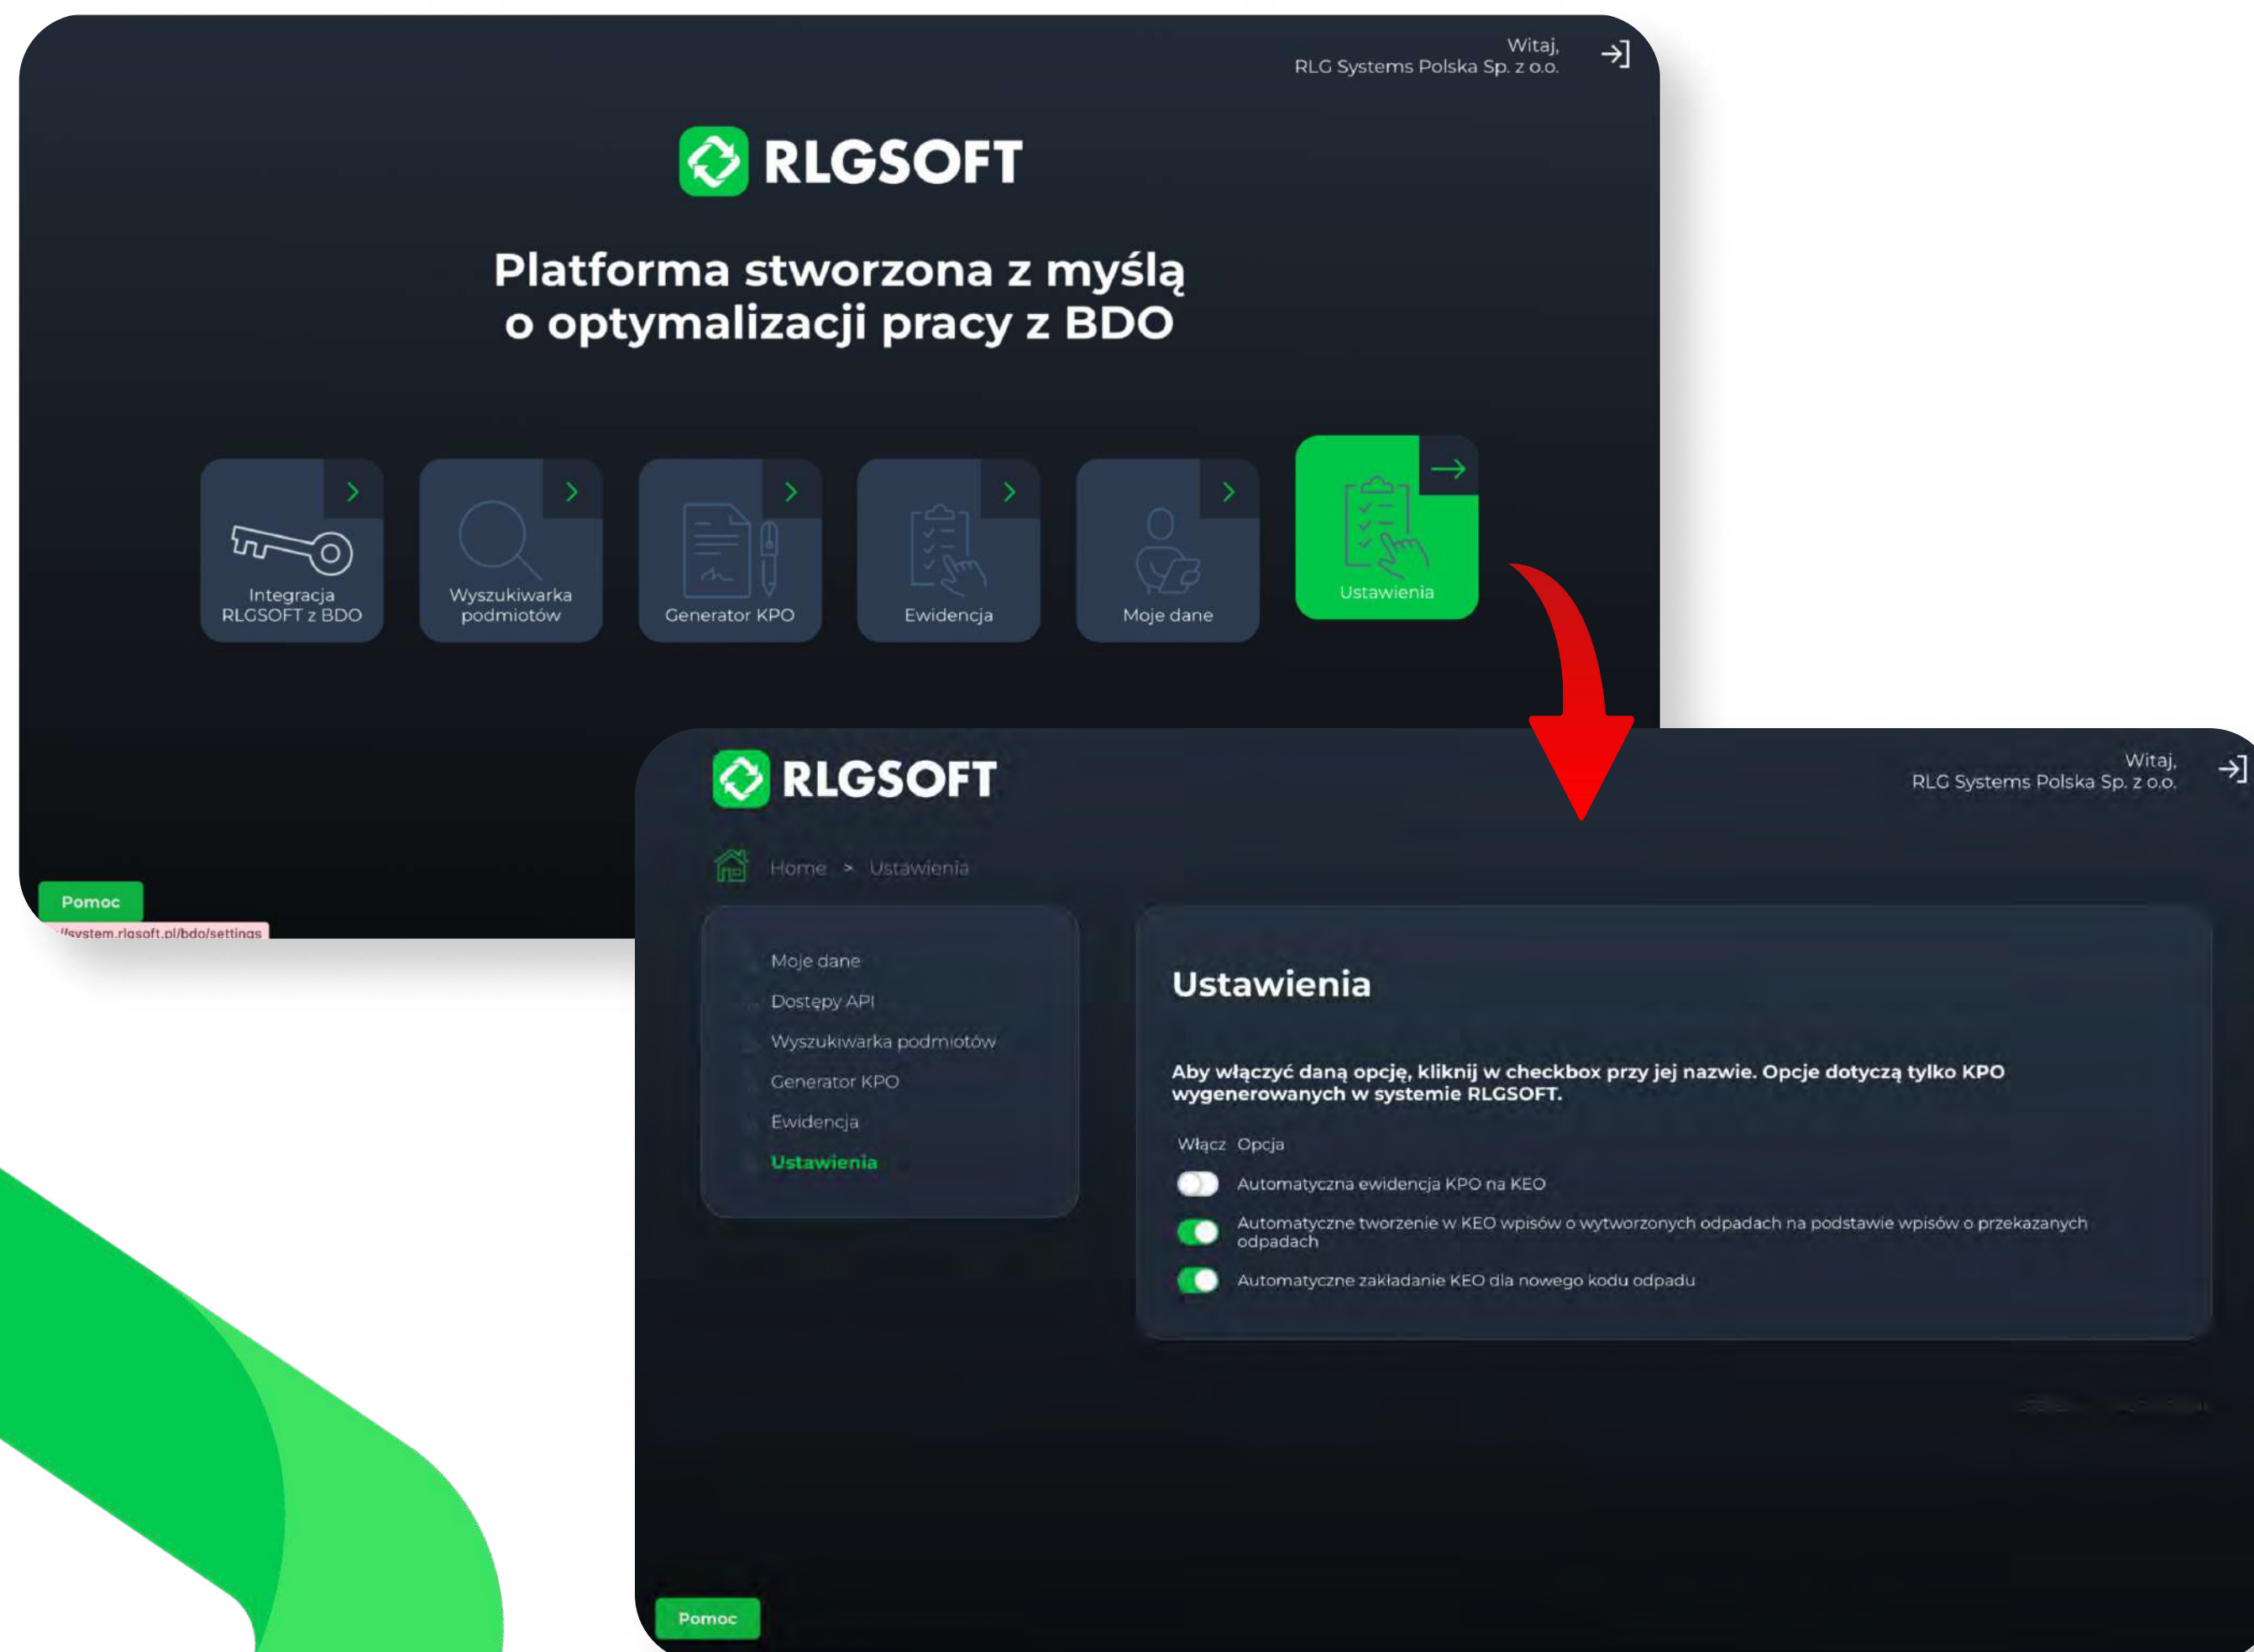 Witaj,
RLG Systems Polska Sp. z o.o.
RLGSOFT
Platforma stworzona z myślą
o optymalizacji pracy z BDO
Integracja
RLGSOFT z BDO
Wyszukiwarka
podmiotów
Generator KPO
Ewidencja
Moje dane
Ustawienia
Pomoc
//system.rlgsoft.pl/bdo/settings
RLGSOFT
Witaj,
RLG Systems Polska Sp. z o.o.
Home > Ustawienia
Moje dane
Dostępy API
Wyszukiwarka podmiotów
Generator KPO
Ewidencja
Ustawienia
Ustawienia
Aby włączyć daną opcję, kliknij w checkbox przy jej nazwie. Opcje dotyczą tylko KPO
wygenerowanych w systemie RLGSOFT.
Włącz Opcja
Automatyczna ewidencja KPO na KEO
Automatyczne tworzenie w KEO wpisów o wytworzonych odpadach na podstawie wpisów o przekazanych
odpadach
Automatyczne zakładanie KEO dla nowego kodu odpadu
Pomoc